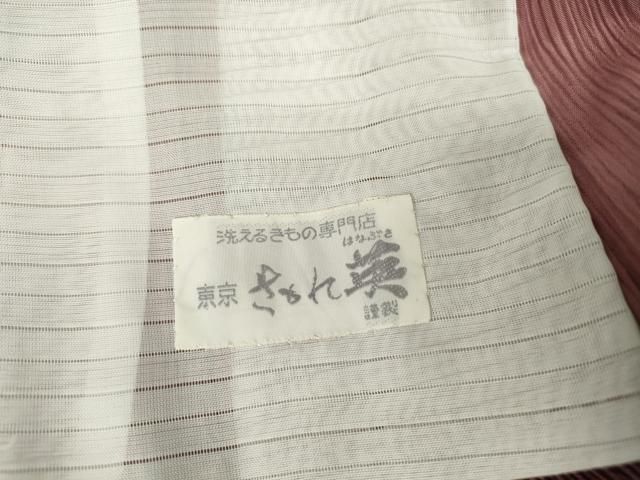 洗えるきもの専門店
はなぶさ
東京 きもれ 英
謹製